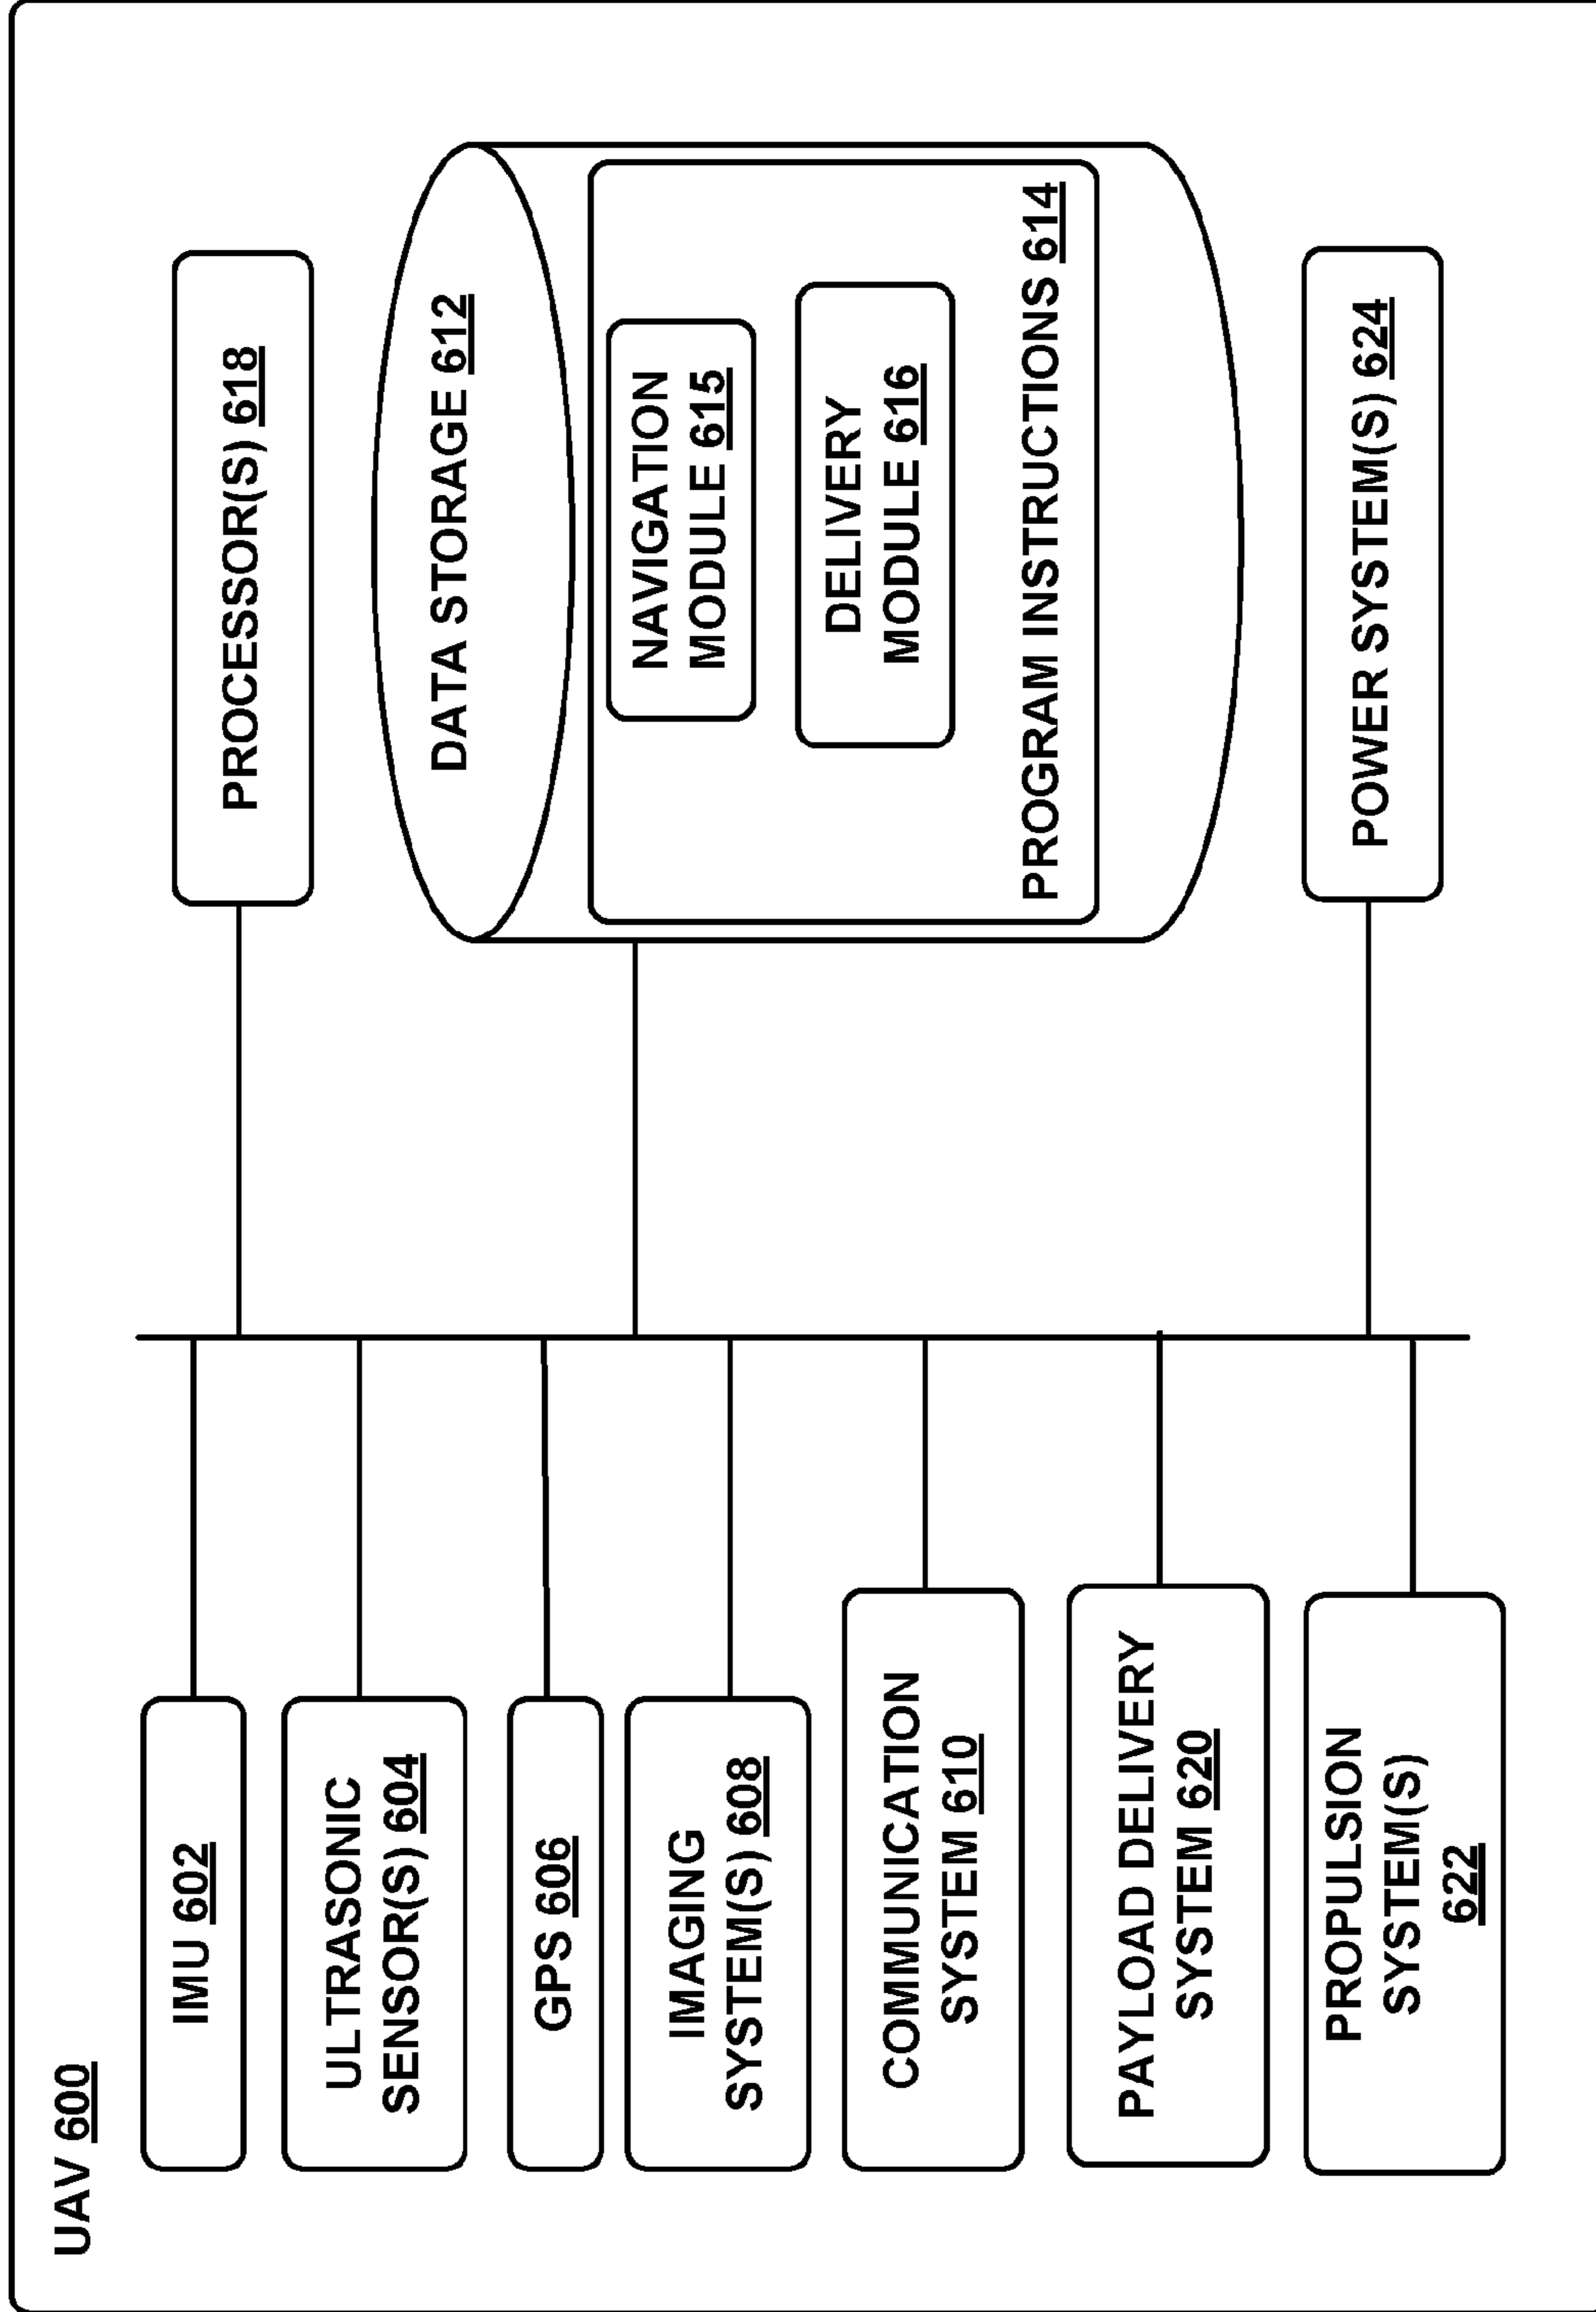 UAV 600
IMU 602
ULTRASONIC
SENSOR(S) 604
GPS 606
IMAGING
SYSTEM(S) 608
COMMUNICATION
SYSTEM 610
PAYLOAD DELIVERY
SYSTEM 620
PROPULSION
SYSTEM(S)
622
PROCESSOR(S) 618
DATA STORAGE 612
NAVIGATION
MODULE 615
DELIVERY
MODULE 616
PROGRAM INSTRUCTIONS 614
POWER SYSTEM(S) 624